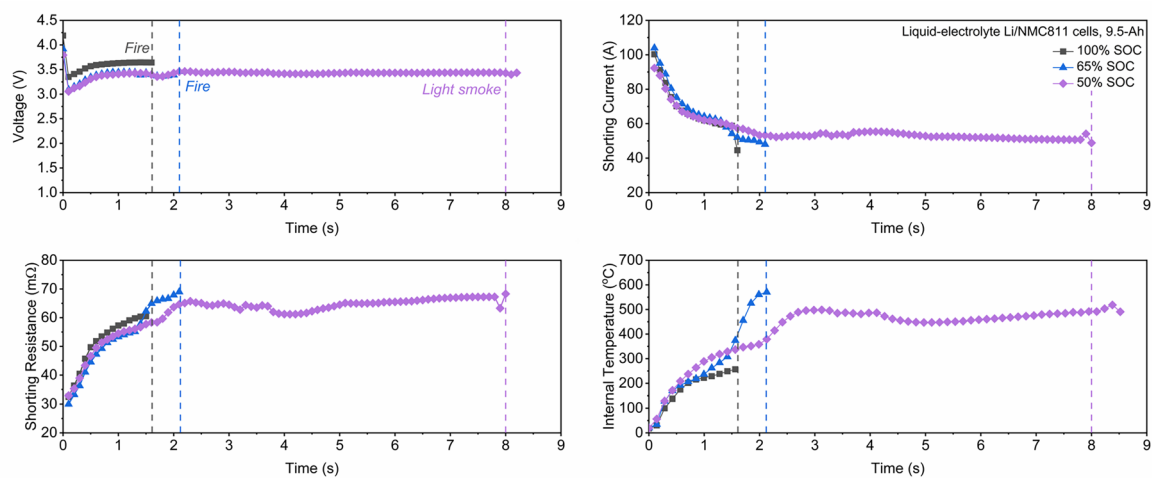 4.5
4.0
3.5
3.0
2.5
2.0
1.5
1.0
Voltage (V)
Fire
Fire
Light smoke
0 1 2 3 4 5 6 7 8 9
Time (s)
120
100
80
60
40
20
Shorting Current (A)
Liquid-electrolyte Li/NMC811 cells, 9.5-Ah
100% SOC
65% SOC
50% SOC
0 1 2 3 4 5 6 7 8 9
Time (s)
80
70
60
50
40
30
20
Shorting Resistance (mΩ)
0 1 2 3 4 5 6 7 8 9
Time (s)
700
600
500
400
300
200
100
0
Internal Temperature (⁰C)
0 1 2 3 4 5 6 7 8 9
Time (s)